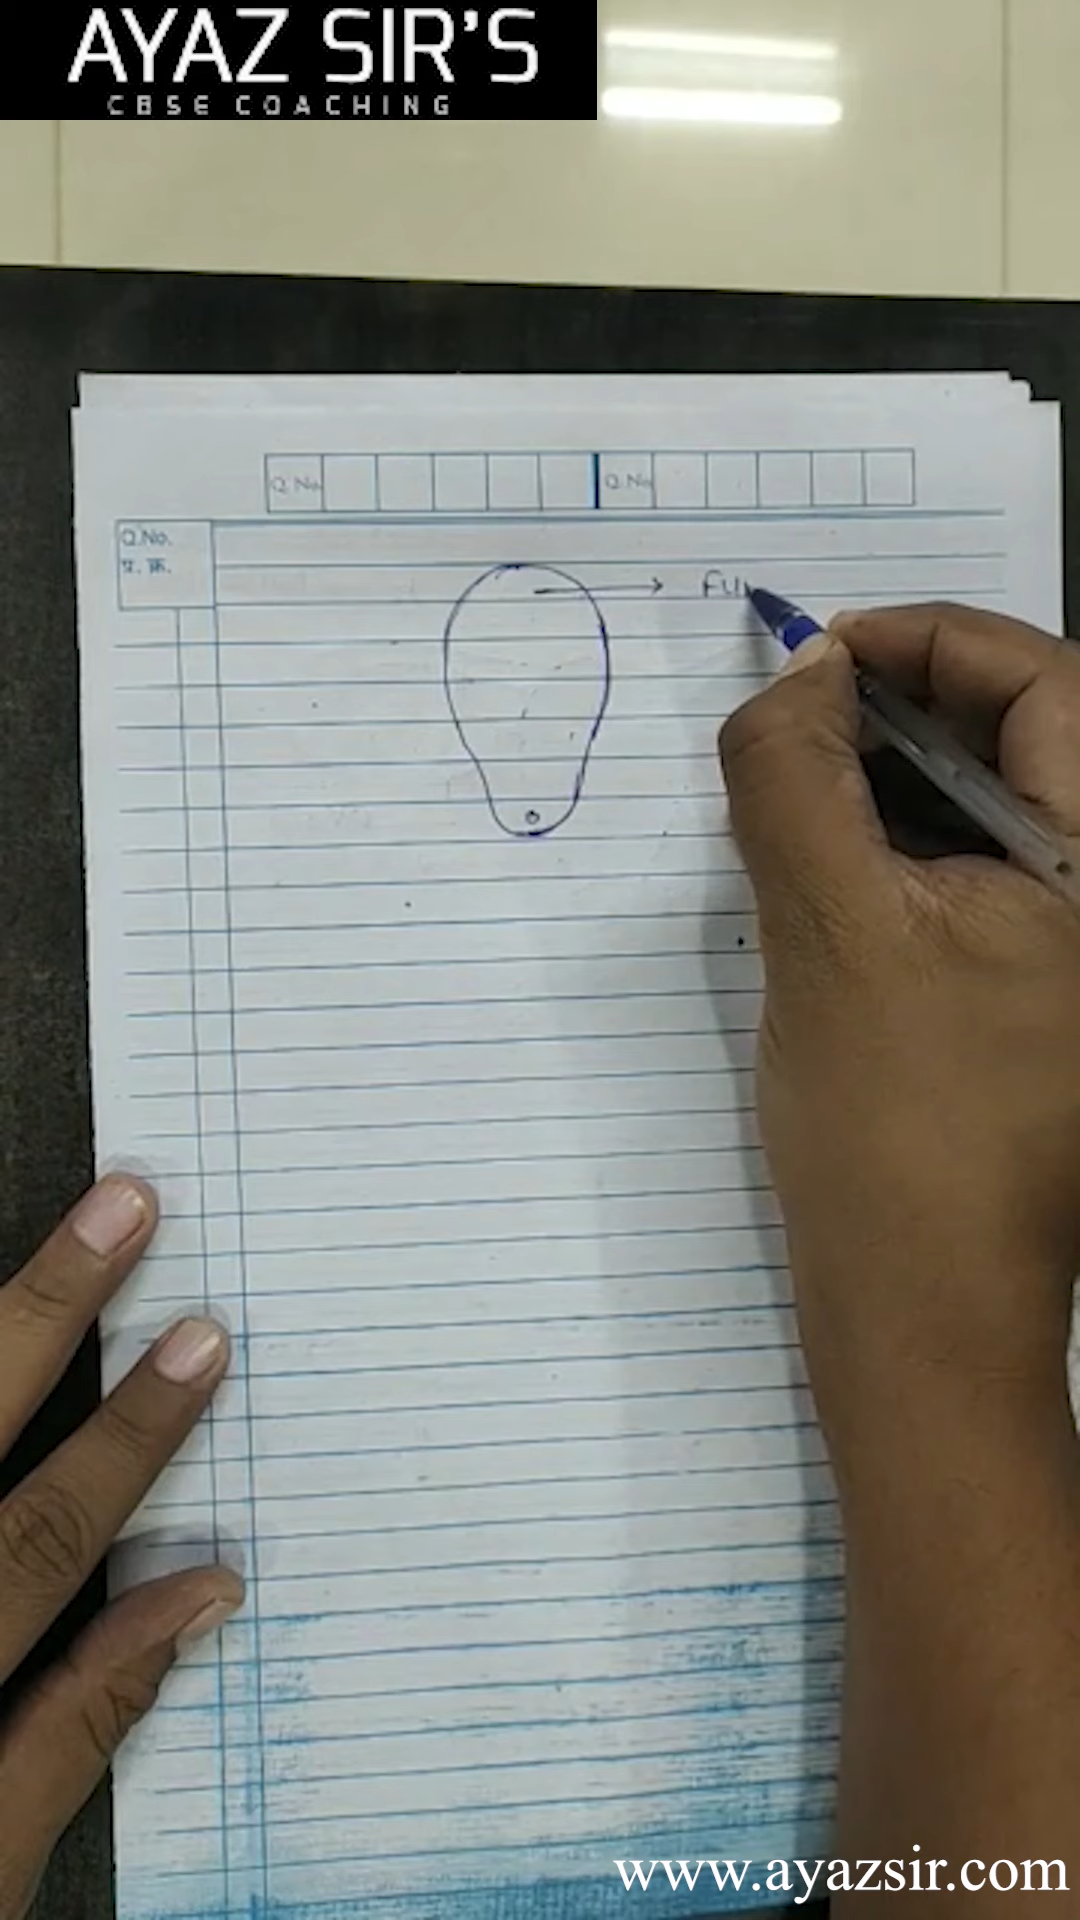 AYAZ SIR'S
CBSE COACHING
Q.No. Q.No.
Q.No.
प्र. क्र.
www.ayazsir.com